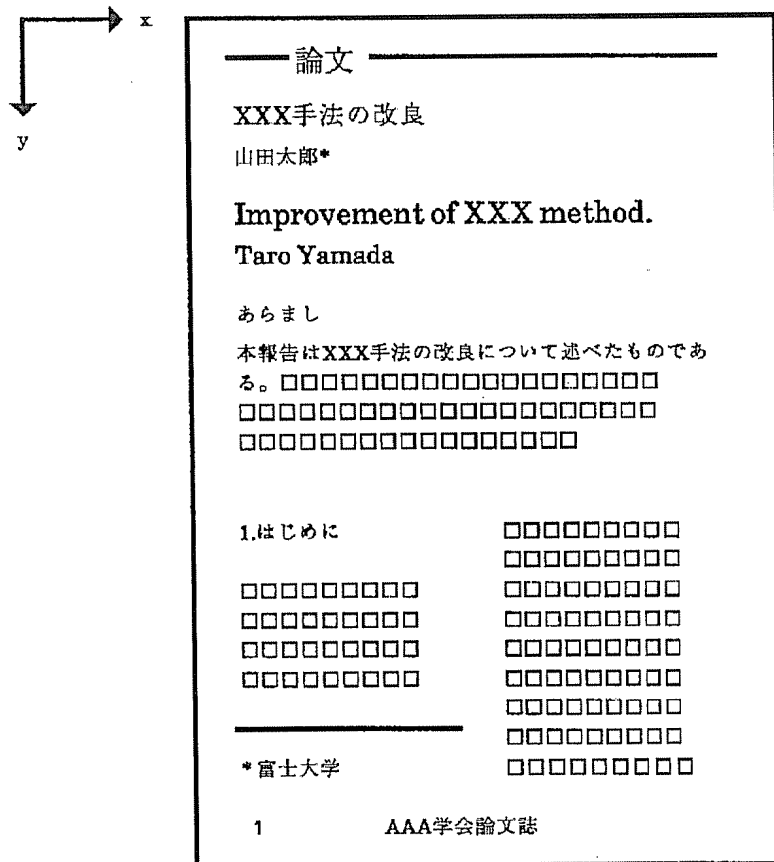 x
y
論文
XXX手法の改良
山田太郎*
Improvement of XXX method.
Taro Yamada
あらまし
本報告はXXX手法の改良について述べたものであ
る。□□□□□□□□□□□□□□□□□□□
□□□□□□□□□□□□□□□□□□□□□
□□□□□□□□□□□□□□□□□
1.はじめに
□□□□□□□□□
□□□□□□□□□
□□□□□□□□□
□□□□□□□□□
*富士大学
□□□□□□□□□
□□□□□□□□□
□□□□□□□□□
□□□□□□□□□
□□□□□□□□□
□□□□□□□□□
□□□□□□□□□
□□□□□□□□□
□□□□□□□□□
1 AAA学会論文誌